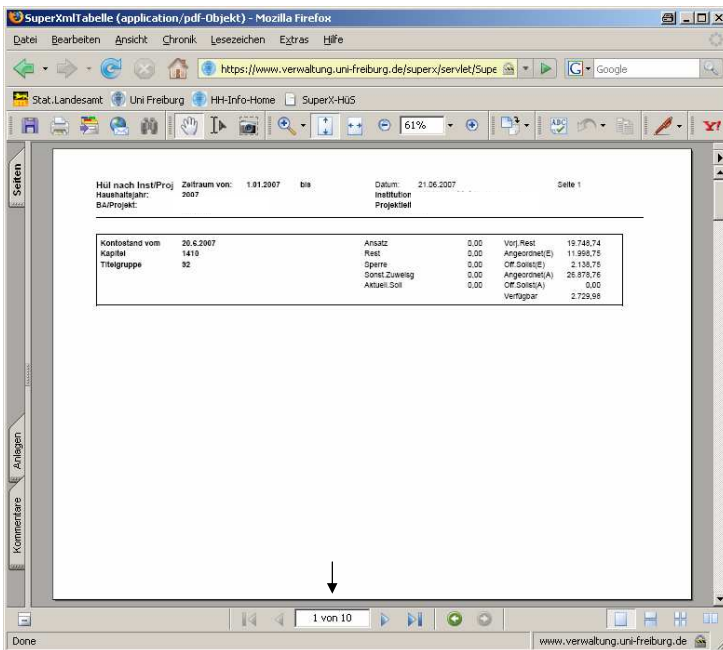 SuperXmlTabelle (application/pdf-Objekt) - Mozilla Firefox
Datei Bearbeiten Ansicht Chronik Lesezeichen Extras Hilfe
https://www.verwaltung.uni-freiburg.de/superx/servlet/Supe Google
Stat.Landesamt Uni Freiburg HH-Info-Home SuperX-HüS
61% Y!
Seiten
Hül nach Inst/Proj Zeitraum von: 1.01.2007 bis Datum: 21.06.2007 Seite 1
Haushaltsjahr: 2007 Institution
BA/Projekt: Projektleit
Kontostand vom 20.6.2007 Ansatz 0,00 Vorj.Rest 19.748,74
Kapitel 1410 Rest 0,00 Angeordnet(E) 11.998,75
Titelgruppe 92 Sperre 0,00 Off.Sollst(E) 2.138,75
Sonst.Zuweisg 0,00 Angeordnet(A) 26.878,76
Aktuell.Soll 0,00 Off.Sollst(A) 0,00
Verfügbar 2.729,98
Anlagen
Kommentare
1 von 10
Done www.verwaltung.uni-freiburg.de